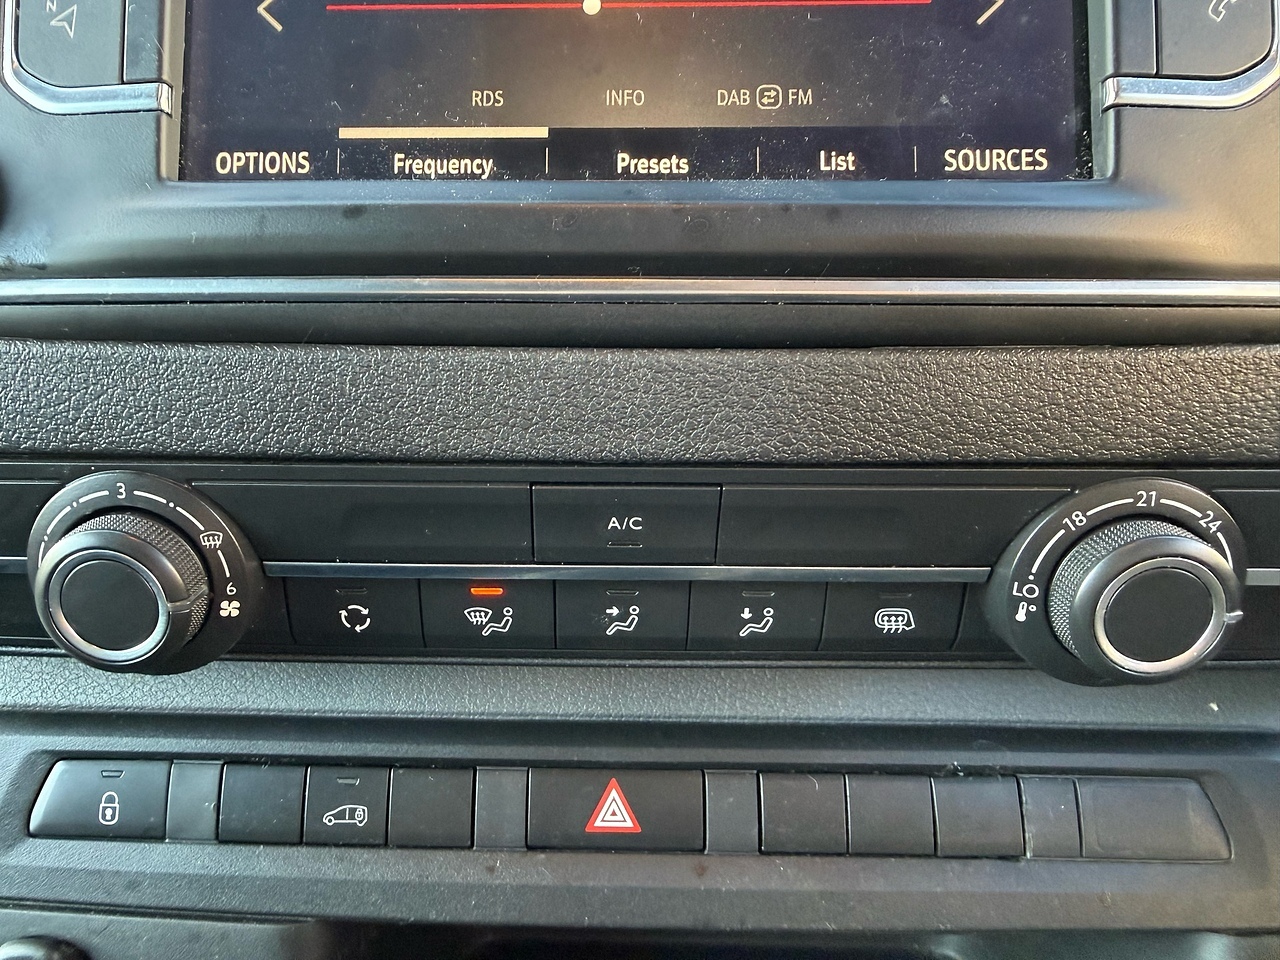 N
RDS INFO DAB FM
OPTIONS Frequency Presets List SOURCES
3
6
A/C
LO 18 21 24